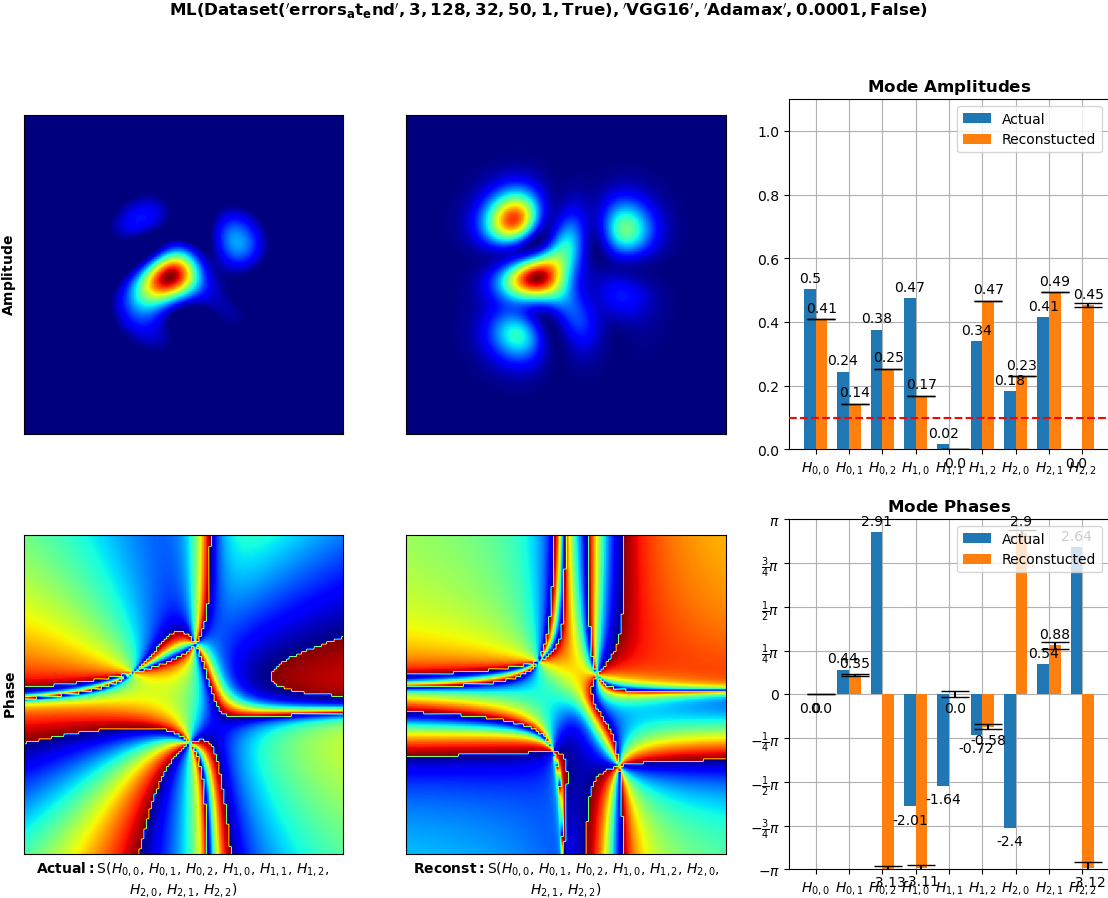 ML(Dataset('errors_at_end', 3, 128, 32, 50, 1, True), 'VGG16', 'Adamax', 0.0001, False)
Amplitude
Mode Amplitudes
Actual
Reconstucted
1.0
0.8
0.6
0.4
0.2
0.0
0.5
0.41
0.24
0.14
0.38
0.25
0.47
0.17
0.02
0.0
0.34
0.47
0.18
0.23
0.41
0.49
0.0
0.45
H0,0 H0,1 H0,2 H1,0 H1,1 H1,2 H2,0 H2,1 H2,2
Phase
Actual: S(H0,0, H0,1, H0,2, H1,0, H1,1, H1,2,
H2,0, H2,1, H2,2)
Reconst: S(H0,0, H0,1, H0,2, H1,0, H1,2, H2,0,
H2,1, H2,2)
Mode Phases
Actual
Reconstucted
π
3/4π
1/2π
1/4π
0
−1/4π
−1/2π
−3/4π
−π
0.0
0.0
0.44
0.35
2.91
-3.13
-2.01
-3.11
-1.64
0.0
-0.72
-0.58
-2.4
2.9
0.54
0.88
2.64
-3.12
H0,0 H0,1 H0,2 H1,0 H1,1 H1,2 H2,0 H2,1 H2,2